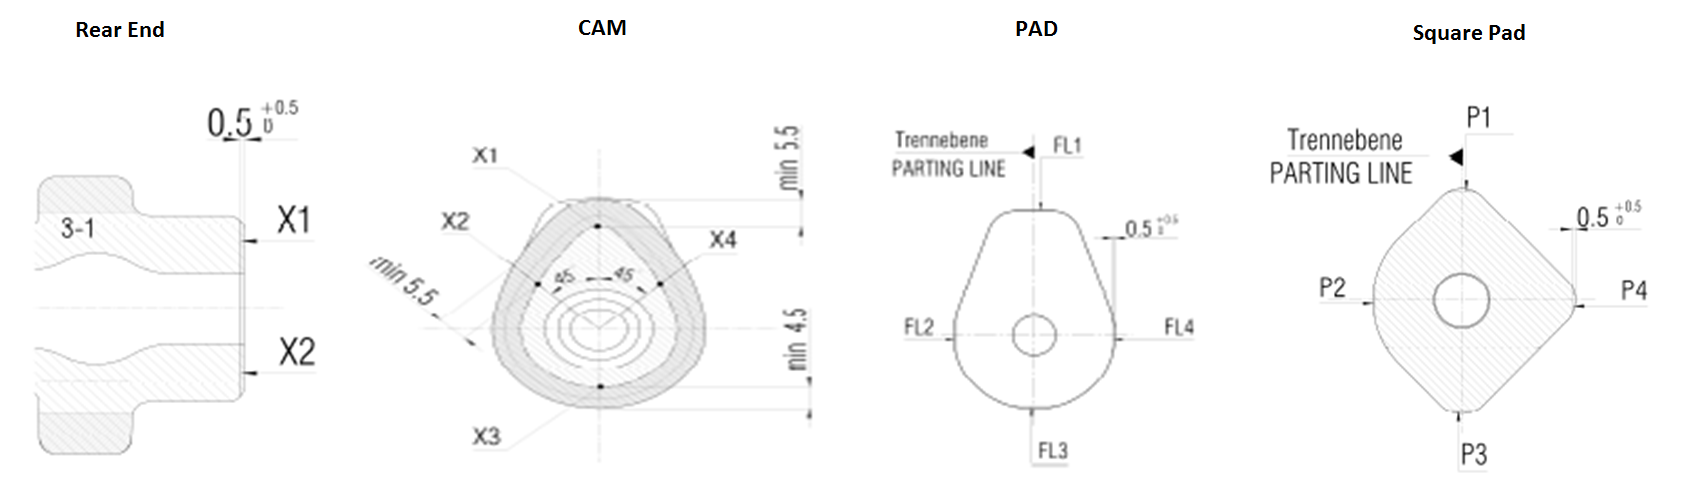 Rear End
0.5 +0.5 0
3-1
X1
X2
CAM
X1
X2
X4
45 45
min 5.5
min 5.5
min 4.5
X3
PAD
Trennebene
PARTING LINE
FL1
0.5 +0.5 0
FL2
FL4
FL3
Square Pad
P1
Trennebene
PARTING LINE
0.5 +0.5 0
P2
P4
P3